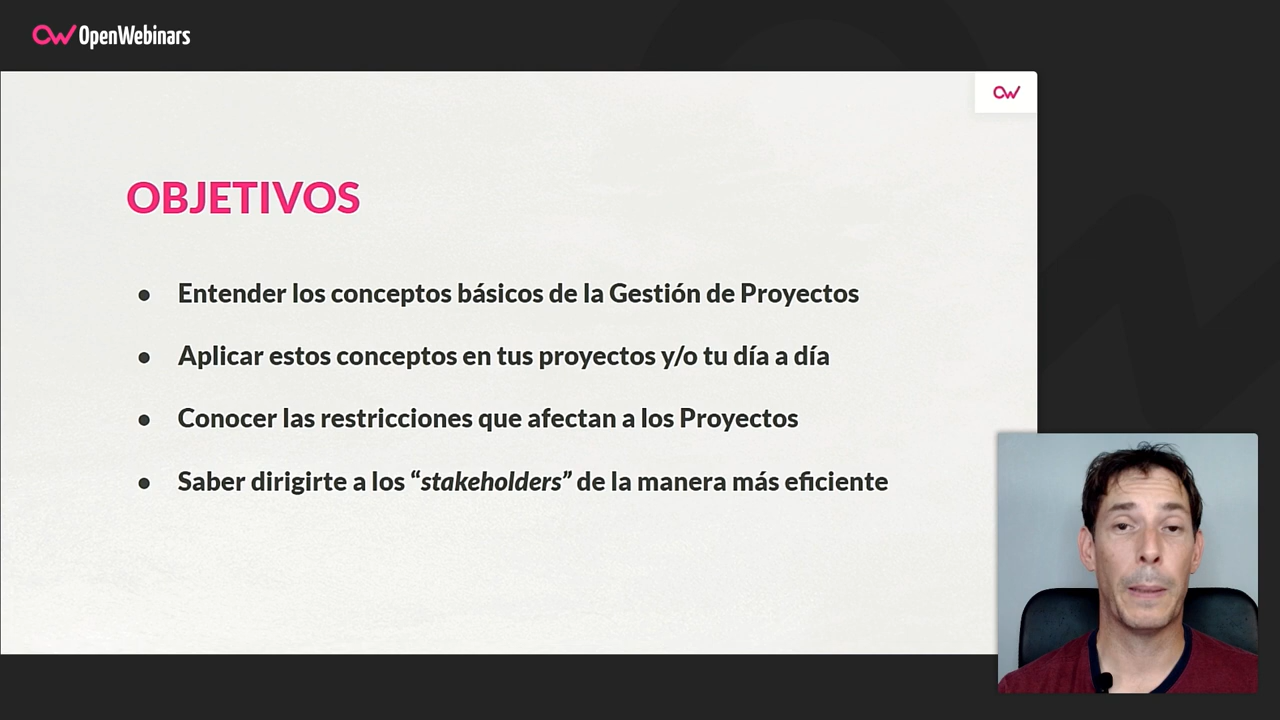 OpenWebinars
OBJETIVOS
● Entender los conceptos básicos de la Gestión de Proyectos
● Aplicar estos conceptos en tus proyectos y/o tu día a día
● Conocer las restricciones que afectan a los Proyectos
● Saber dirigirte a los “stakeholders” de la manera más eficiente